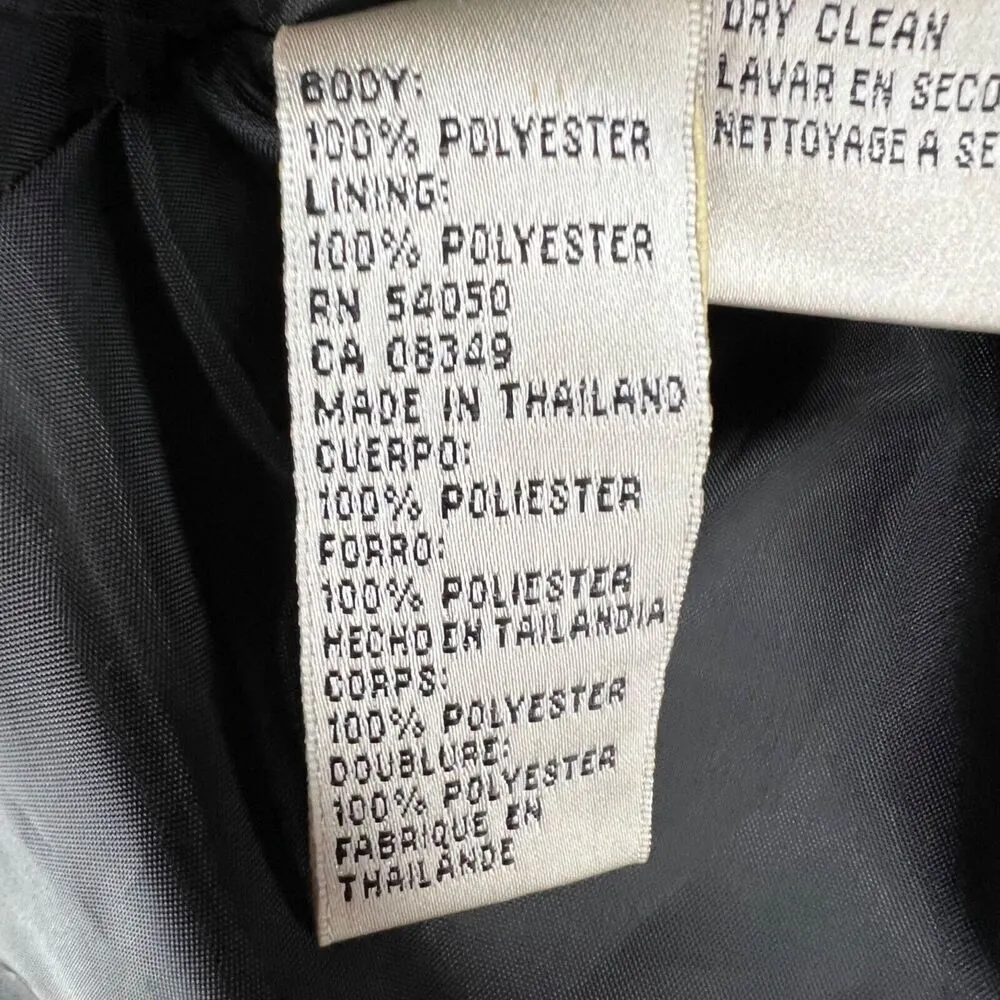 BODY:
100% POLYESTER
LINING:
100% POLYESTER
RN 54050
CA 08349
MADE IN THAILAND
CUERPO:
100% POLIESTER
FORRO:
100% POLIESTER
HECHO EN TAILANDIA
CORPS:
100% POLYESTER
DOUBLURE:
100% POLYESTER
FABRIQUE EN
THAILANDE
DRY CLEAN
LAVAR EN SECO
NETTOYAGE A SE